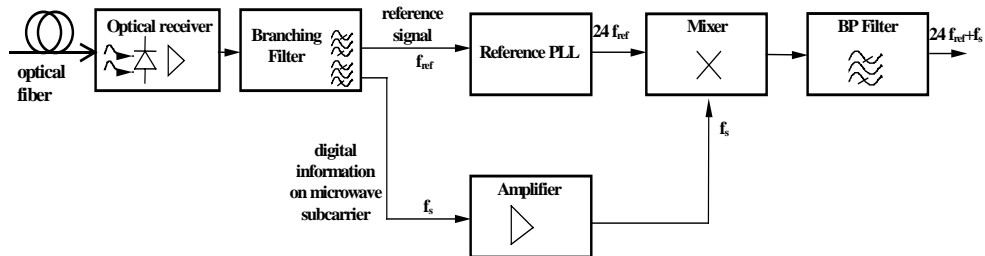 optical
fiber
Optical receiver
Branching
Filter
reference
signal
f_ref
Reference PLL
24 f_ref
Mixer
BP Filter
24 f_ref+f_s
digital
information
on microwave
subcarrier
f_s
Amplifier
f_s